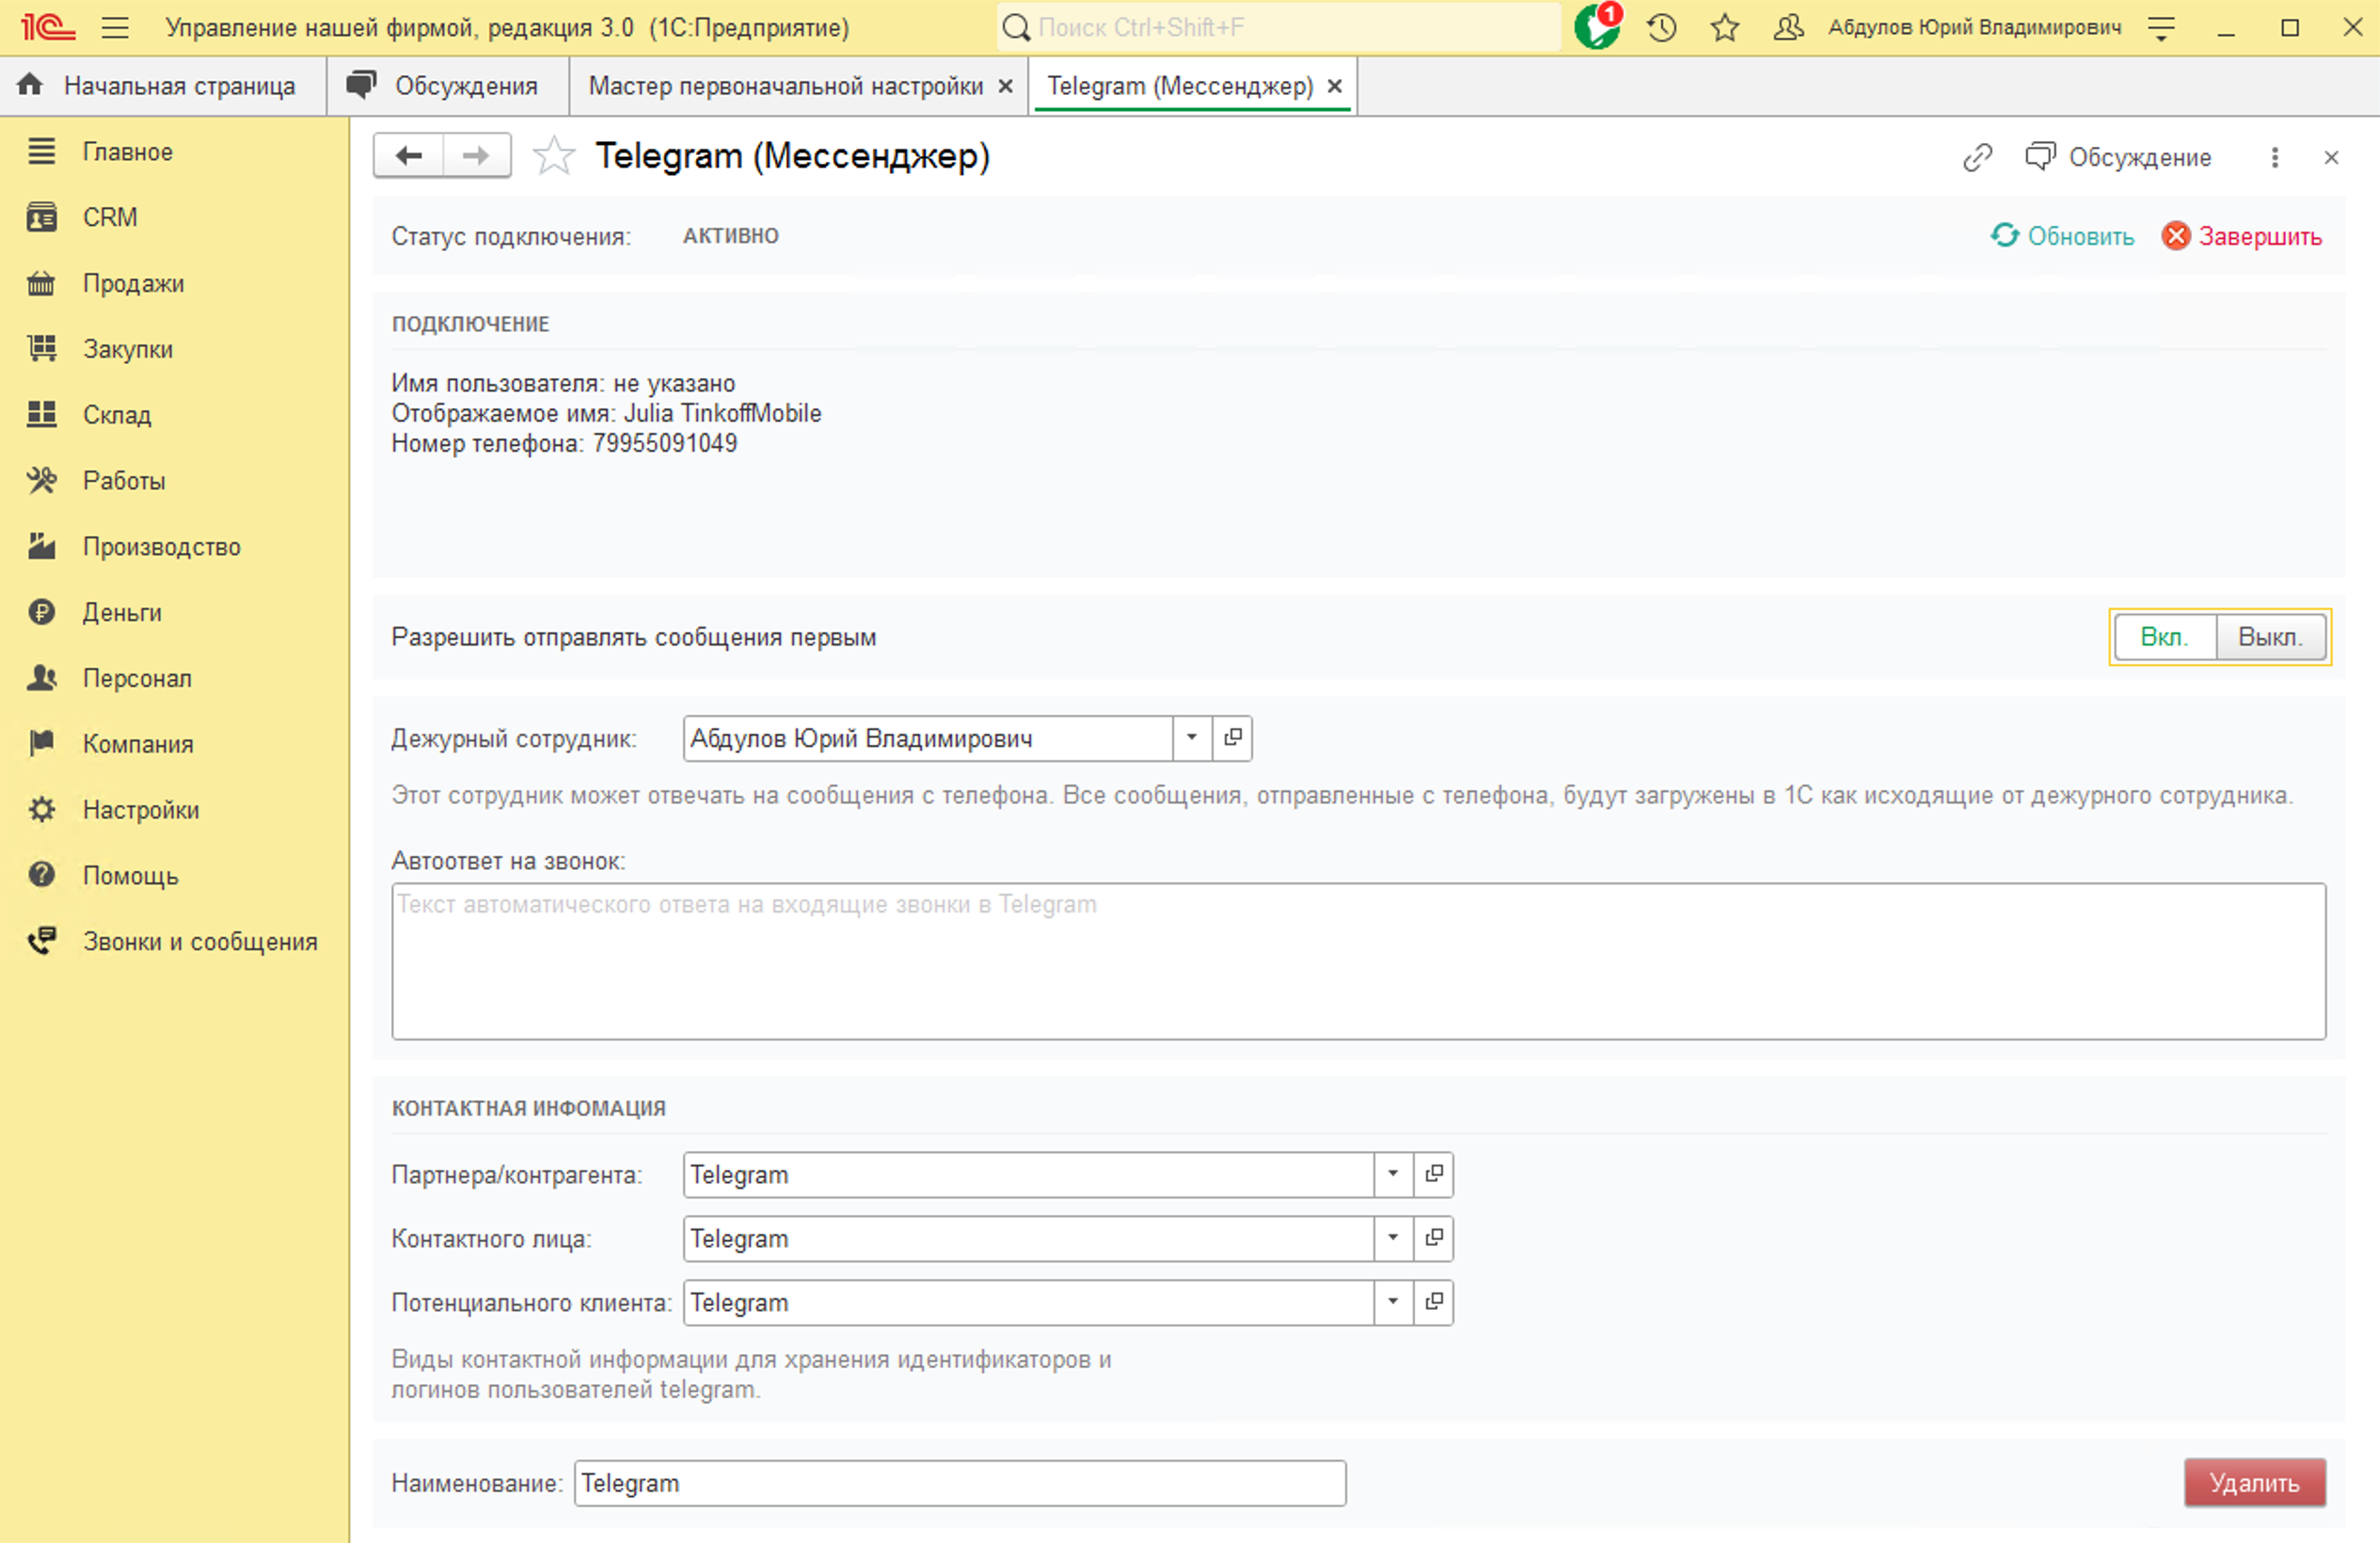 1С Управление нашей фирмой, редакция 3.0 (1С:Предприятие) Поиск Ctrl+Shift+F 1 Абдулов Юрий Владимирович
Начальная страница Обсуждения Мастер первоначальной настройки Telegram (Мессенджер)
Главное
CRM
Продажи
Закупки
Склад
Работы
Производство
Деньги
Персонал
Компания
Настройки
Помощь
Звонки и сообщения
Telegram (Мессенджер) Обсуждение
Статус подключения: АКТИВНО Обновить Завершить
ПОДКЛЮЧЕНИЕ
Имя пользователя: не указано
Отображаемое имя: Julia TinkoffMobile
Номер телефона: 79955091049
Разрешить отправлять сообщения первым Вкл. Выкл.
Дежурный сотрудник: Абдулов Юрий Владимирович
Этот сотрудник может отвечать на сообщения с телефона. Все сообщения, отправленные с телефона, будут загружены в 1С как исходящие от дежурного сотрудника.
Автоответ на звонок:
Текст автоматического ответа на входящие звонки в Telegram
КОНТАКТНАЯ ИНФОМАЦИЯ
Партнера/контрагента: Telegram
Контактного лица: Telegram
Потенциального клиента: Telegram
Виды контактной информации для хранения идентификаторов и
логинов пользователей telegram.
Наименование: Telegram Удалить